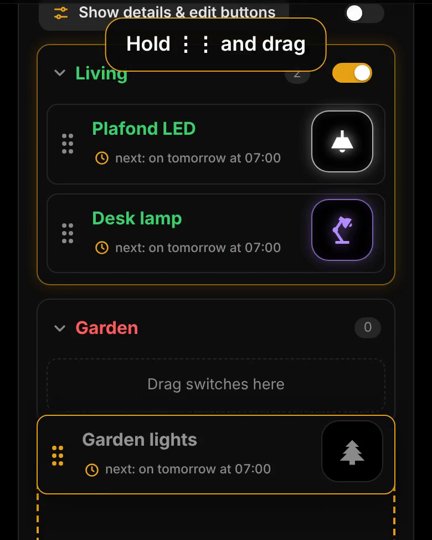 Show details & edit buttons
Hold ⋮⋮ and drag
Living
2
Plafond LED
next: on tomorrow at 07:00
Desk lamp
next: on tomorrow at 07:00
Garden
0
Drag switches here
Garden lights
next: on tomorrow at 07:00